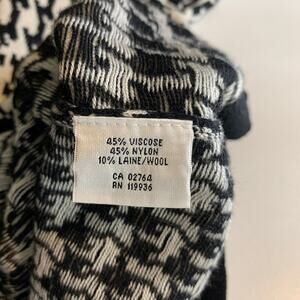 45% VISCOSE
45% NYLON
10% LAINE/WOOL
CA 02764
RN 119936